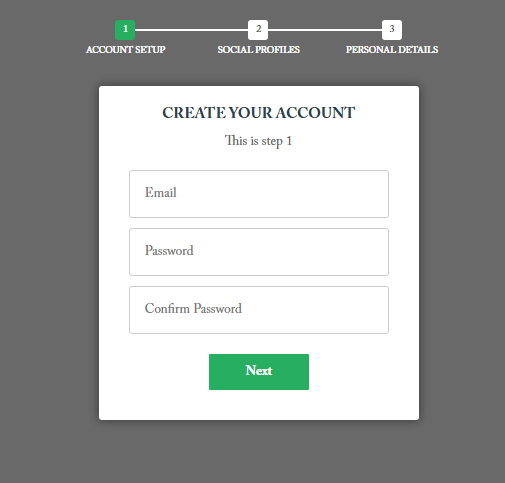 1 2 3
ACCOUNT SETUP SOCIAL PROFILES PERSONAL DETAILS
CREATE YOUR ACCOUNT
This is step 1
Email
Password
Confirm Password
Next